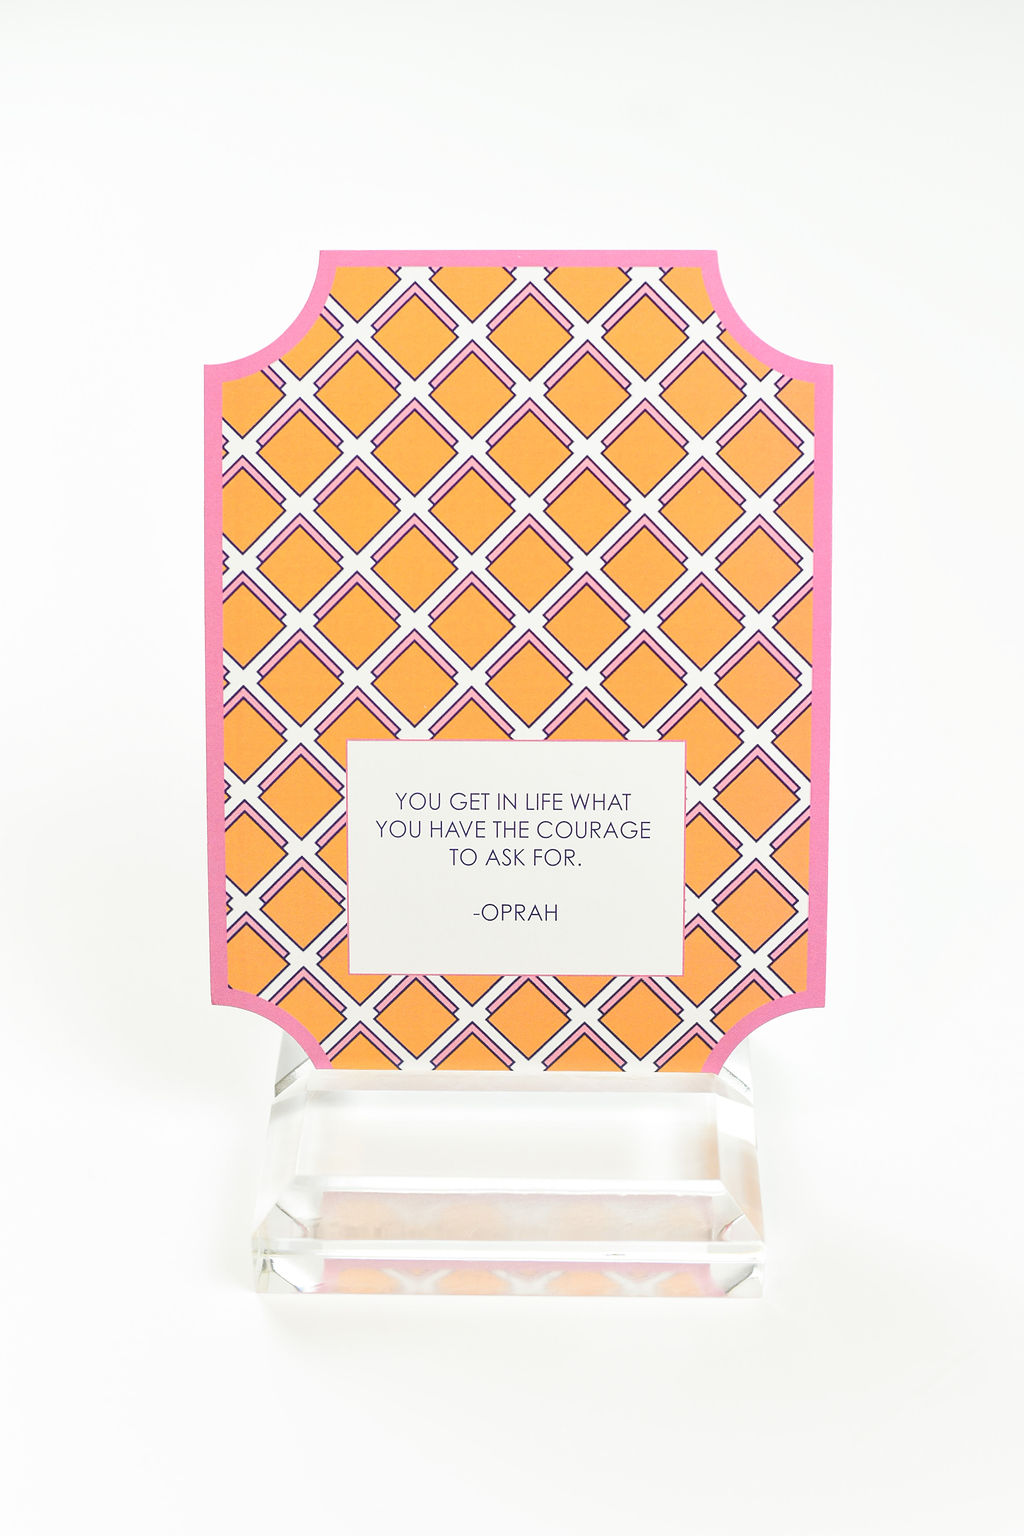 YOU GET IN LIFE WHAT
YOU HAVE THE COURAGE
TO ASK FOR.
-OPRAH